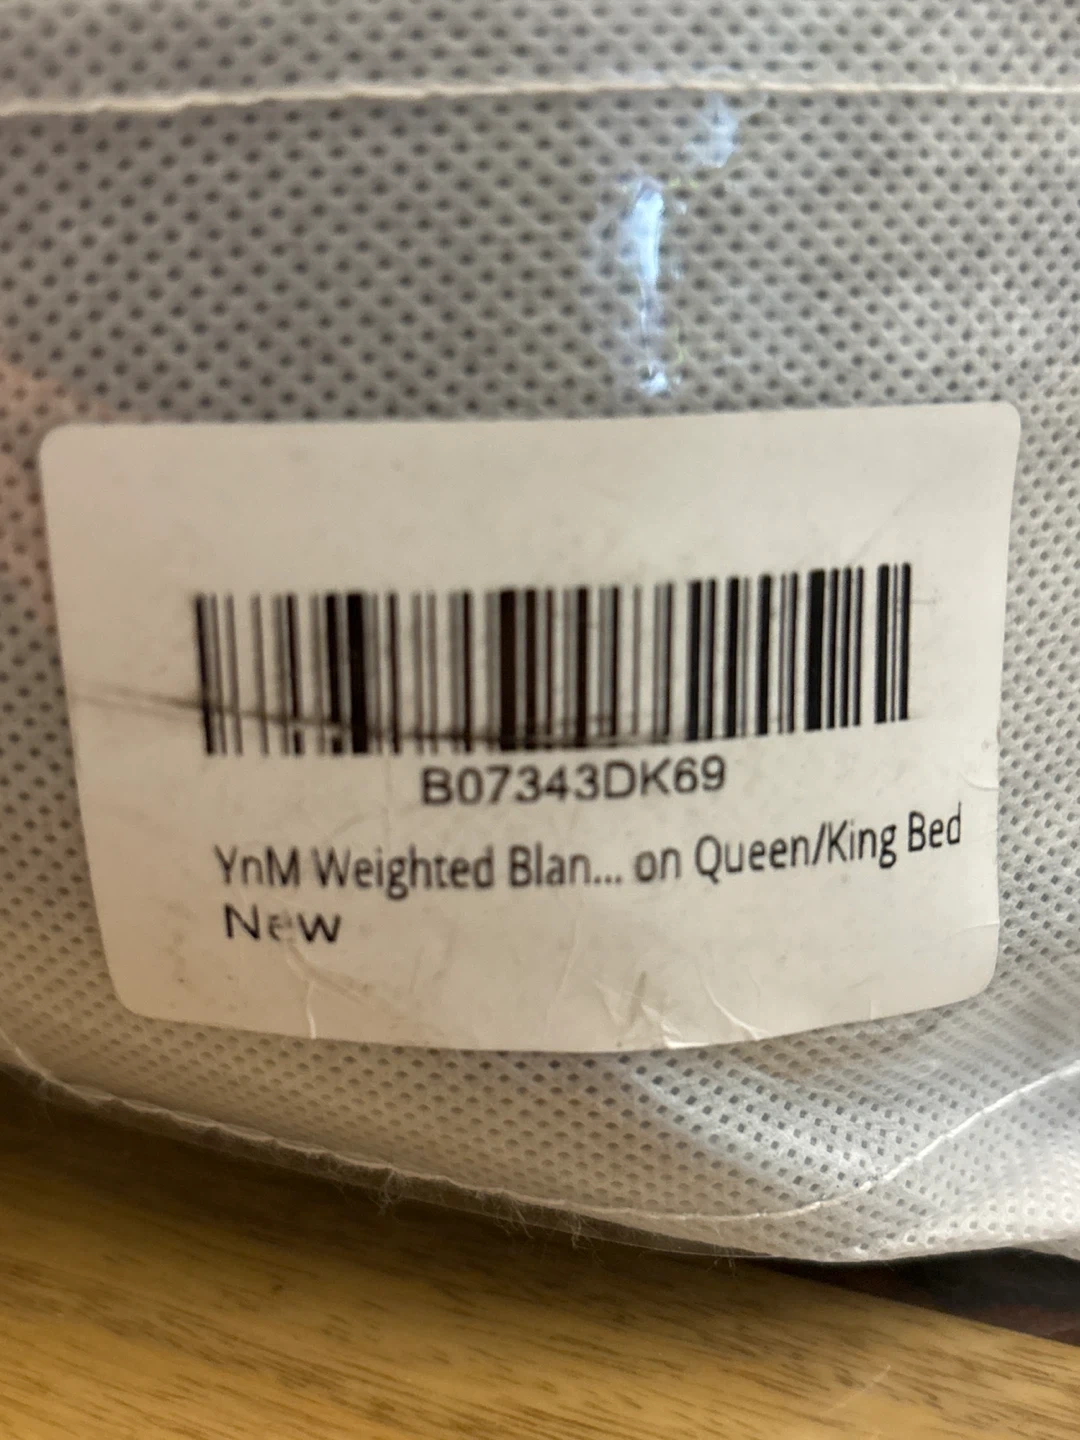 B07343DK69
YnM Weighted Blan... on Queen/King Bed
New